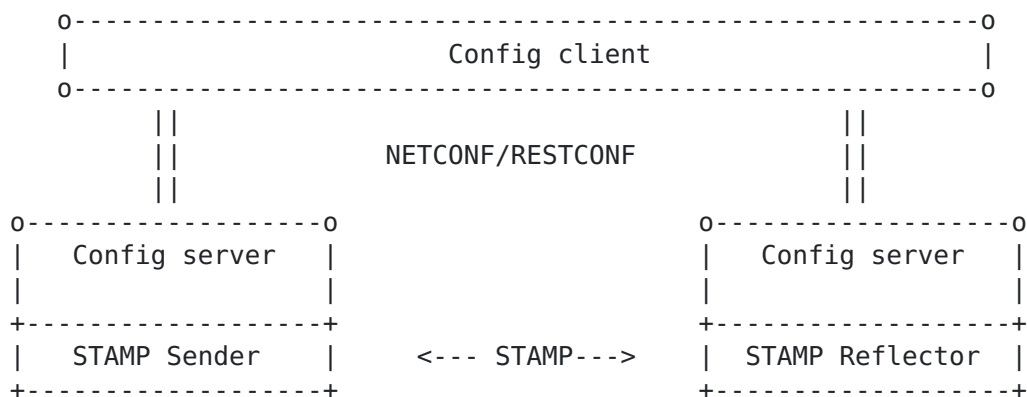 o----------------------------------------------------------o
|                        Config client                     |
o----------------------------------------------------------o
||                                          ||
||             NETCONF/RESTCONF             ||
||                                          ||
o-------------------o                       o-------------------o
|   Config server   |                       |   Config server   |
|                   |                       |                   |
+-------------------+                       +-------------------+
|   STAMP Sender    |     <--- STAMP--->    |  STAMP Reflector  |
+-------------------+                       +-------------------+